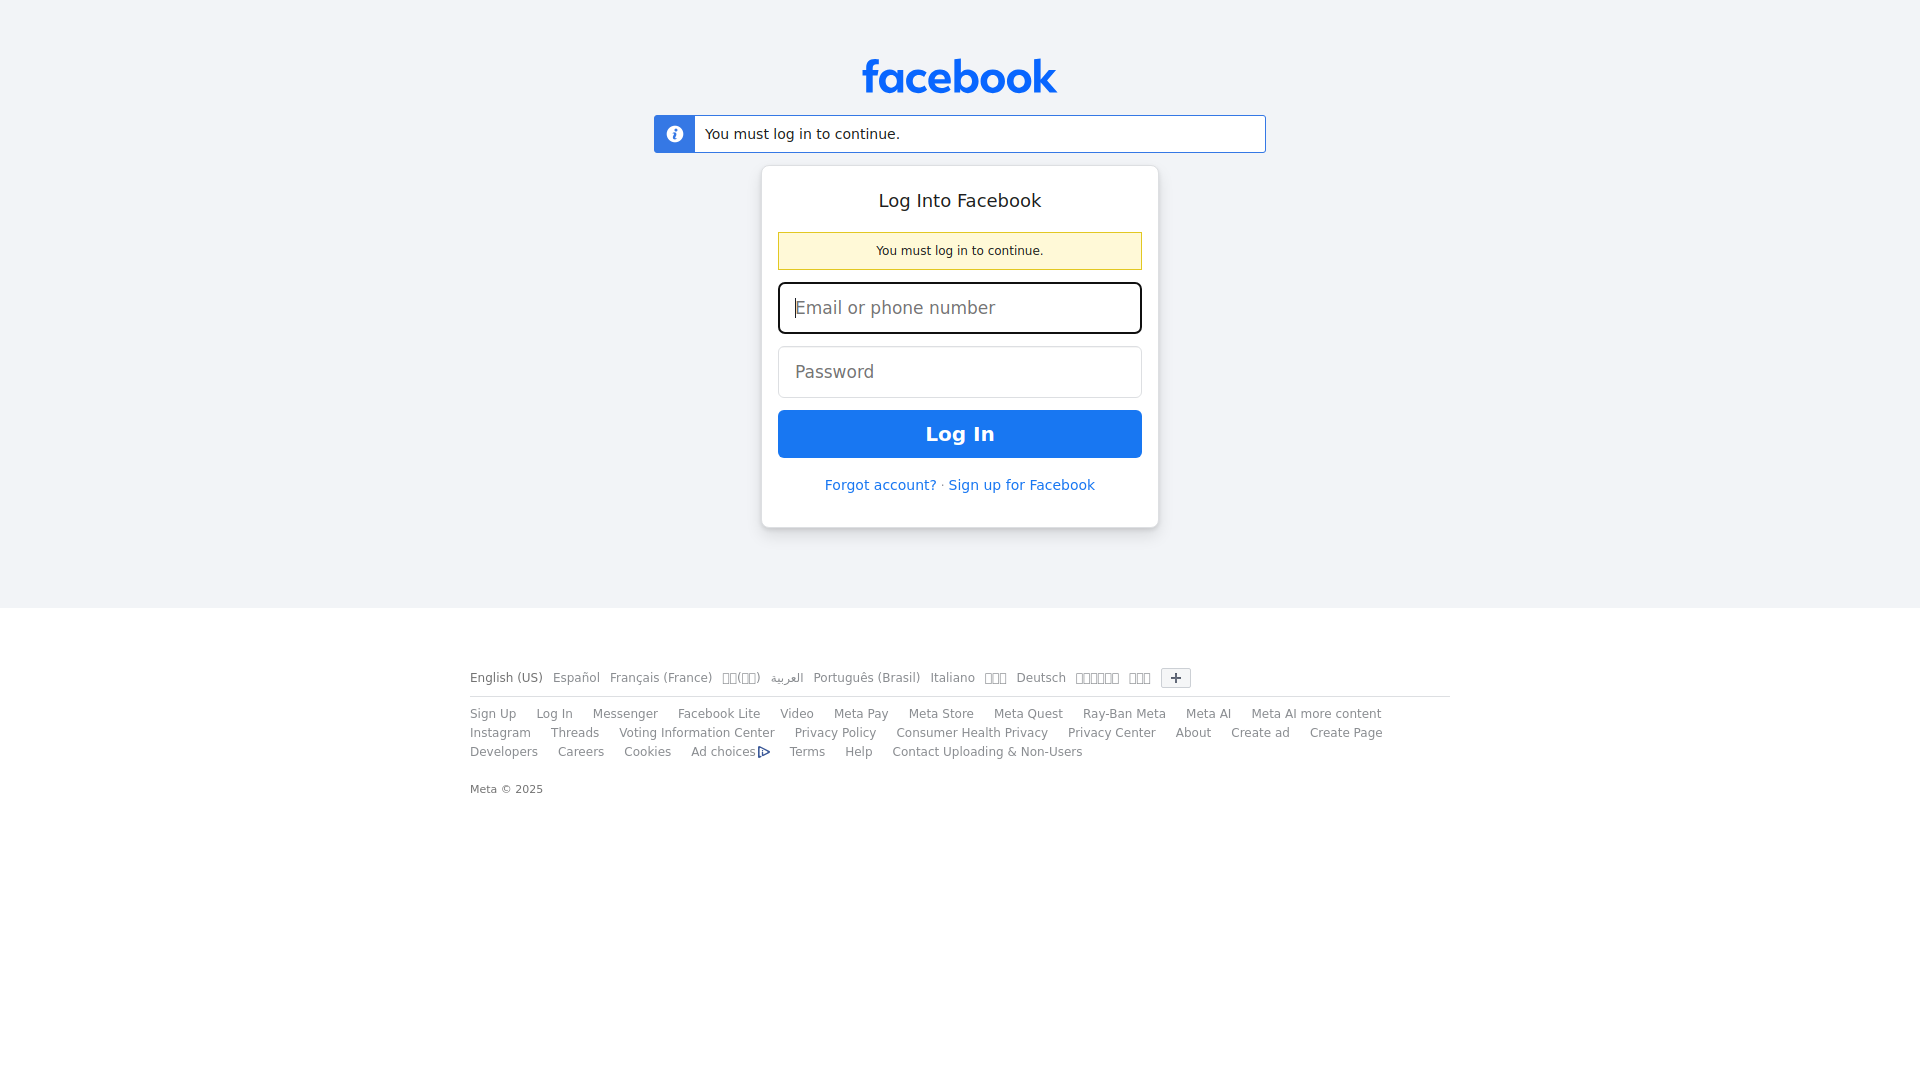 facebook
You must log in to continue.
Log Into Facebook
You must log in to continue.
Email or phone number
Password
Log In
Forgot account? · Sign up for Facebook
English (US) Español Français (France) العربية Português (Brasil) Italiano Deutsch
Sign Up Log In Messenger Facebook Lite Video Meta Pay Meta Store Meta Quest Ray-Ban Meta Meta AI Meta AI more content
Instagram Threads Voting Information Center Privacy Policy Consumer Health Privacy Privacy Center About Create ad Create Page
Developers Careers Cookies Ad choices Terms Help Contact Uploading & Non-Users
Meta © 2025